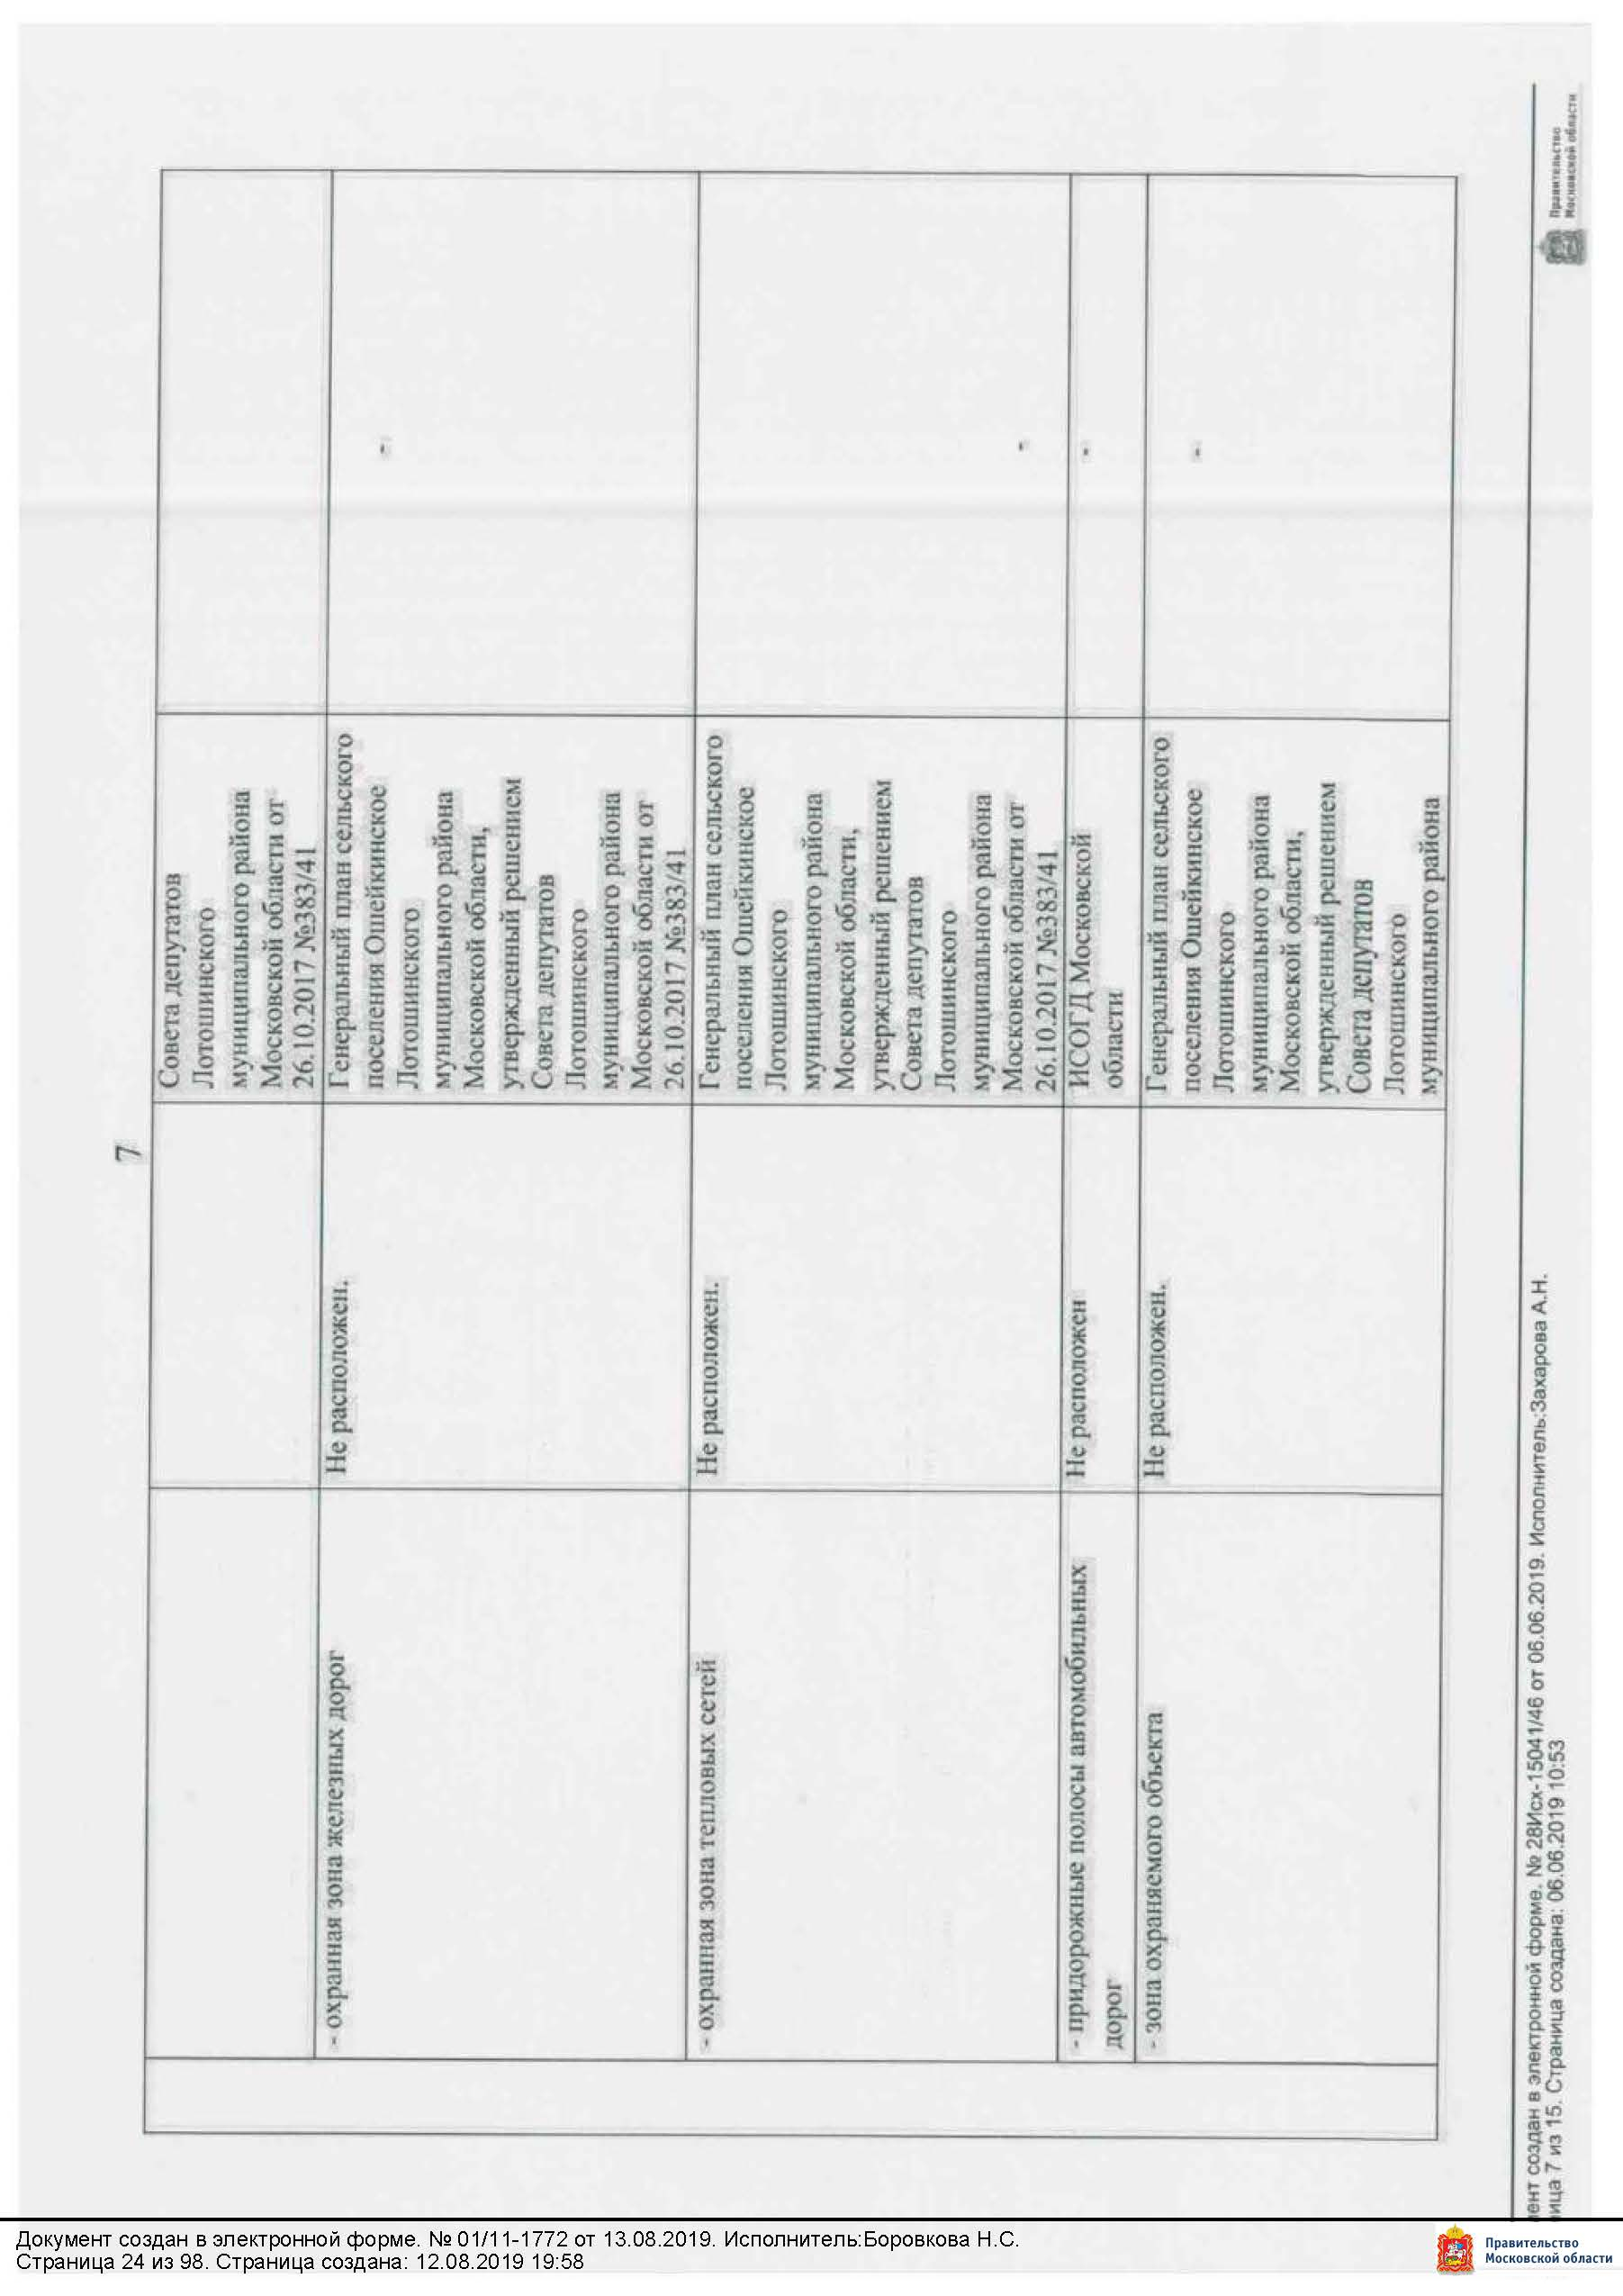 7
Совета депутатов
Лотошинского
муниципального района
Московской области от
26.10.2017 №383/41
- охранная зона железных дорог
Не расположен.
Генеральный план сельского
поселения Ошейкинское
Лотошинского
муниципального района
Московской области,
утвержденный решением
Совета депутатов
Лотошинского
муниципального района
Московской области от
26.10.2017 №383/41
-
- охранная зона тепловых сетей
Не расположен.
Генеральный план сельского
поселения Ошейкинское
Лотошинского
муниципального района
Московской области,
утвержденный решением
Совета депутатов
Лотошинского
муниципального района
Московской области от
26.10.2017 №383/41
-
- придорожные полосы автомобильных
дорог
Не расположен
ИСОГД Московской
области
-
- зона охраняемого объекта
Не расположен.
Генеральный план сельского
поселения Ошейкинское
Лотошинского
муниципального района
Московской области,
утвержденный решением
Совета депутатов
Лотошинского
муниципального района
-
ент создан в электронной форме. № 28Исх-15041/46 от 06.06.2019. Исполнитель:Захарова А.Н.
ица 7 из 15. Страница создана: 06.06.2019 10:53
Правительство
Московской области
Документ создан в электронной форме. № 01/11-1772 от 13.08.2019. Исполнитель:Боровкова Н.С.
Страница 24 из 98. Страница создана: 12.08.2019 19:58
Правительство
Московской области